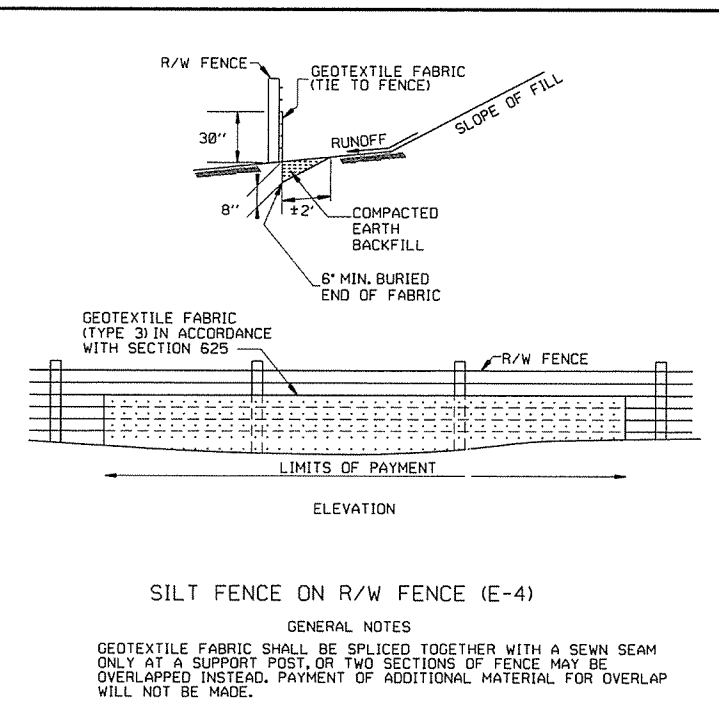 R/W FENCE
GEOTEXTILE FABRIC
(TIE TO FENCE)
SLOPE OF FILL
30"
RUNOFF
8"
±2'
COMPACTED
EARTH
BACKFILL
6" MIN. BURIED
END OF FABRIC
GEOTEXTILE FABRIC
(TYPE 3) IN ACCORDANCE
WITH SECTION 625
R/W FENCE
LIMITS OF PAYMENT
ELEVATION
SILT FENCE ON R/W FENCE (E-4)
GENERAL NOTES
GEOTEXTILE FABRIC SHALL BE SPLICED TOGETHER WITH A SEWN SEAM
ONLY AT A SUPPORT POST, OR TWO SECTIONS OF FENCE MAY BE
OVERLAPPED INSTEAD. PAYMENT OF ADDITIONAL MATERIAL FOR OVERLAP
WILL NOT BE MADE.